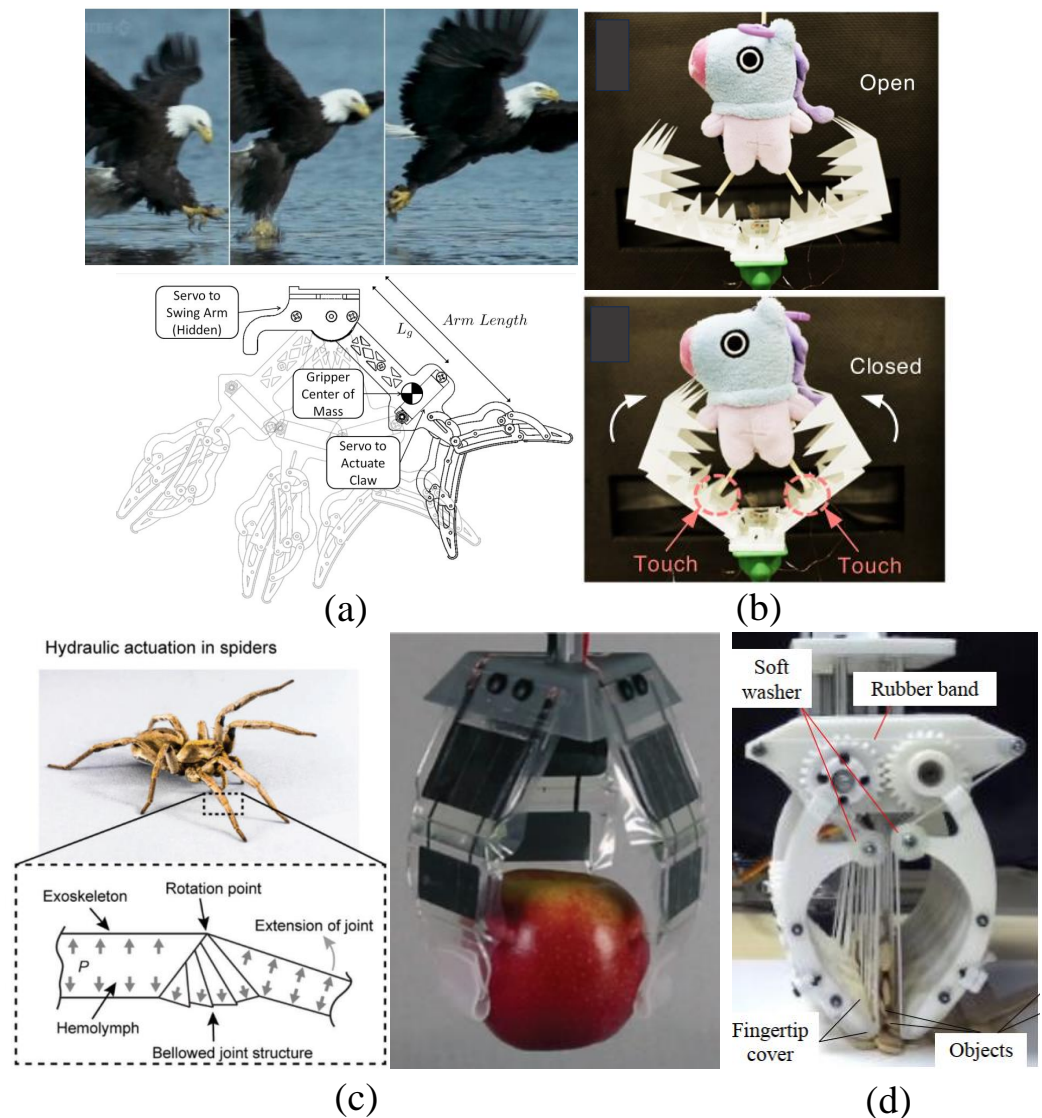 Servo to
Swing Arm
(Hidden)
L_g
Arm Length
Gripper
Center of
Mass
Servo to
Actuate
Claw
(a)
Open
Closed
Touch
Touch
(b)
Hydraulic actuation in spiders
Rotation point
Exoskeleton
Extension of joint
P
Hemolymph
Bellowed joint structure
(c)
Soft
washer
Rubber band
Fingertip
cover
Objects
(d)